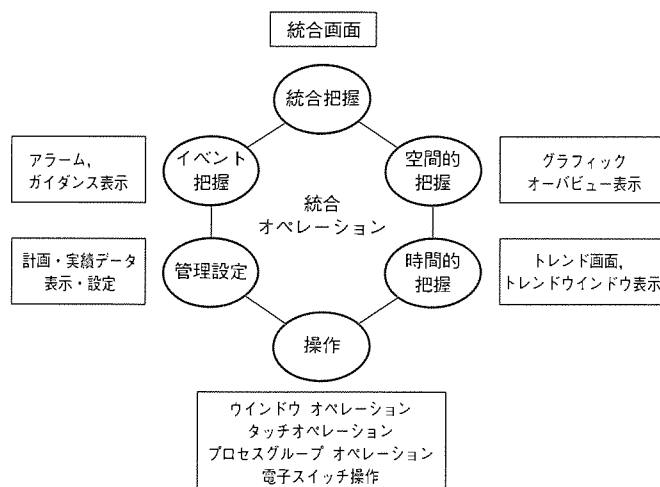 統合画面
統合把握
アラーム,
ガイダンス表示
イベント
把握
空間的
把握
グラフィック
オーバビュー表示
統合
オペレーション
計画・実績データ
表示・設定
管理設定
時間的
把握
トレンド画面,
トレンドウインドウ表示
操作
ウインドウ オペレーション
タッチオペレーション
プロセスグループ オペレーション
電子スイッチ操作